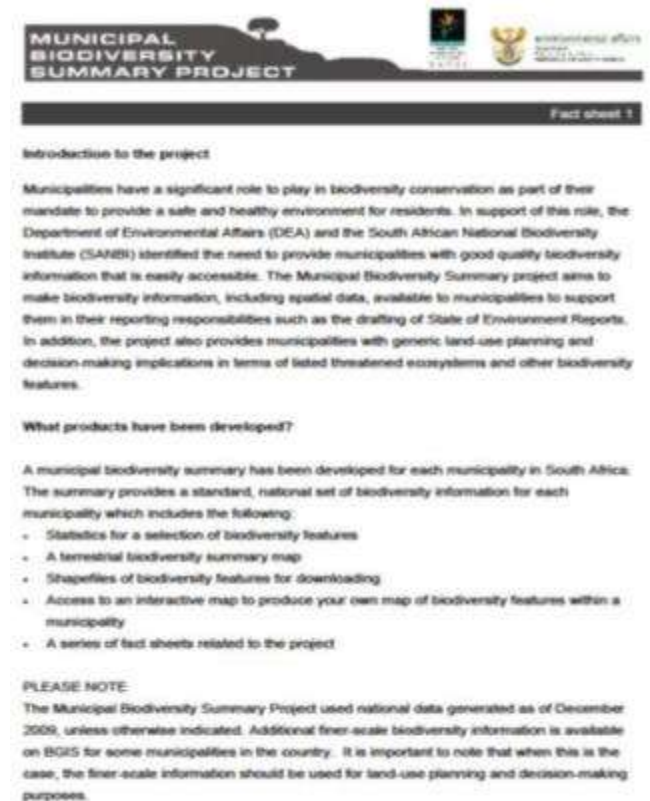 MUNICIPAL
BIODIVERSITY
SUMMARY PROJECT
environmental affairs
Fact sheet 1
Introduction to the project
Municipalities have a significant role to play in biodiversity conservation as part of their
mandate to provide a safe and healthy environment for residents. In support of this role, the
Department of Environmental Affairs (DEA) and the South African National Biodiversity
Institute (SANBI) identified the need to provide municipalities with good quality biodiversity
information that is easily accessible. The Municipal Biodiversity Summary project aims to
make biodiversity information, including spatial data, available to municipalities to support
them in their reporting responsibilities such as the drafting of State of Environment Reports.
In addition, the project also provides municipalities with generic land-use planning and
decision-making implications in terms of listed threatened ecosystems and other biodiversity
features.
What products have been developed?
A municipal biodiversity summary has been developed for each municipality in South Africa.
The summary provides a standard, national set of biodiversity information for each
municipality which includes the following:
- Statistics for a selection of biodiversity features
- A terrestrial biodiversity summary map
- Shapefiles of biodiversity features for downloading
- Access to an interactive map to produce your own map of biodiversity features within a
municipality
- A series of fact sheets related to the project
PLEASE NOTE
The Municipal Biodiversity Summary Project used national data generated as of December
2009, unless otherwise indicated. Additional finer-scale biodiversity information is available
on BGIS for some municipalities in the country. It is important to note that when this is the
case, the finer-scale information should be used for land-use planning and decision-making
purposes.